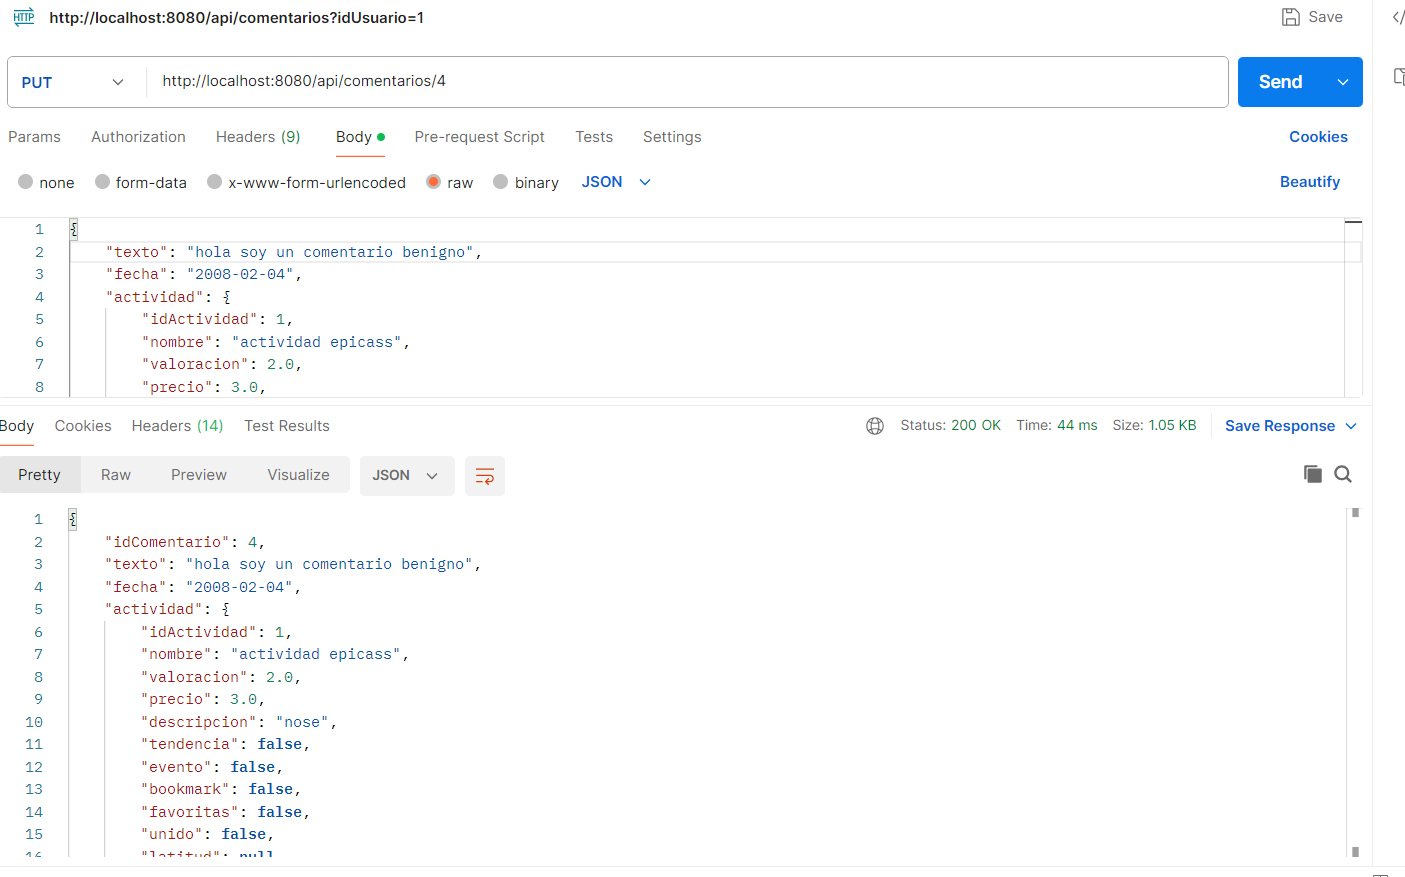 HTTP http://localhost:8080/api/comentarios?idUsuario=1 Save
PUT http://localhost:8080/api/comentarios/4 Send
Params Authorization Headers (9) Body Pre-request Script Tests Settings Cookies
none form-data x-www-form-urlencoded raw binary JSON Beautify
1 {
2 "texto": "hola soy un comentario benigno",
3 "fecha": "2008-02-04",
4 "actividad": {
5 "idActividad": 1,
6 "nombre": "actividad epicass",
7 "valoracion": 2.0,
8 "precio": 3.0,
Body Cookies Headers (14) Test Results Status: 200 OK Time: 44 ms Size: 1.05 KB Save Response
Pretty Raw Preview Visualize JSON
1 {
2 "idComentario": 4,
3 "texto": "hola soy un comentario benigno",
4 "fecha": "2008-02-04",
5 "actividad": {
6 "idActividad": 1,
7 "nombre": "actividad epicass",
8 "valoracion": 2.0,
9 "precio": 3.0,
10 "descripcion": "nose",
11 "tendencia": false,
12 "evento": false,
13 "bookmark": false,
14 "favoritas": false,
15 "unido": false,
16 "latitud": null